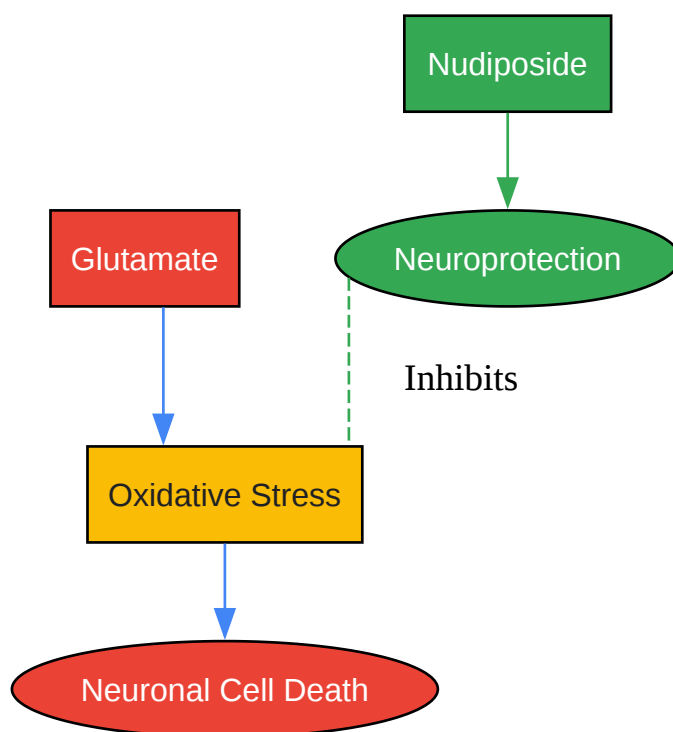 Nudiposide
Glutamate
Neuroprotection
Inhibits
Oxidative Stress
Neuronal Cell Death